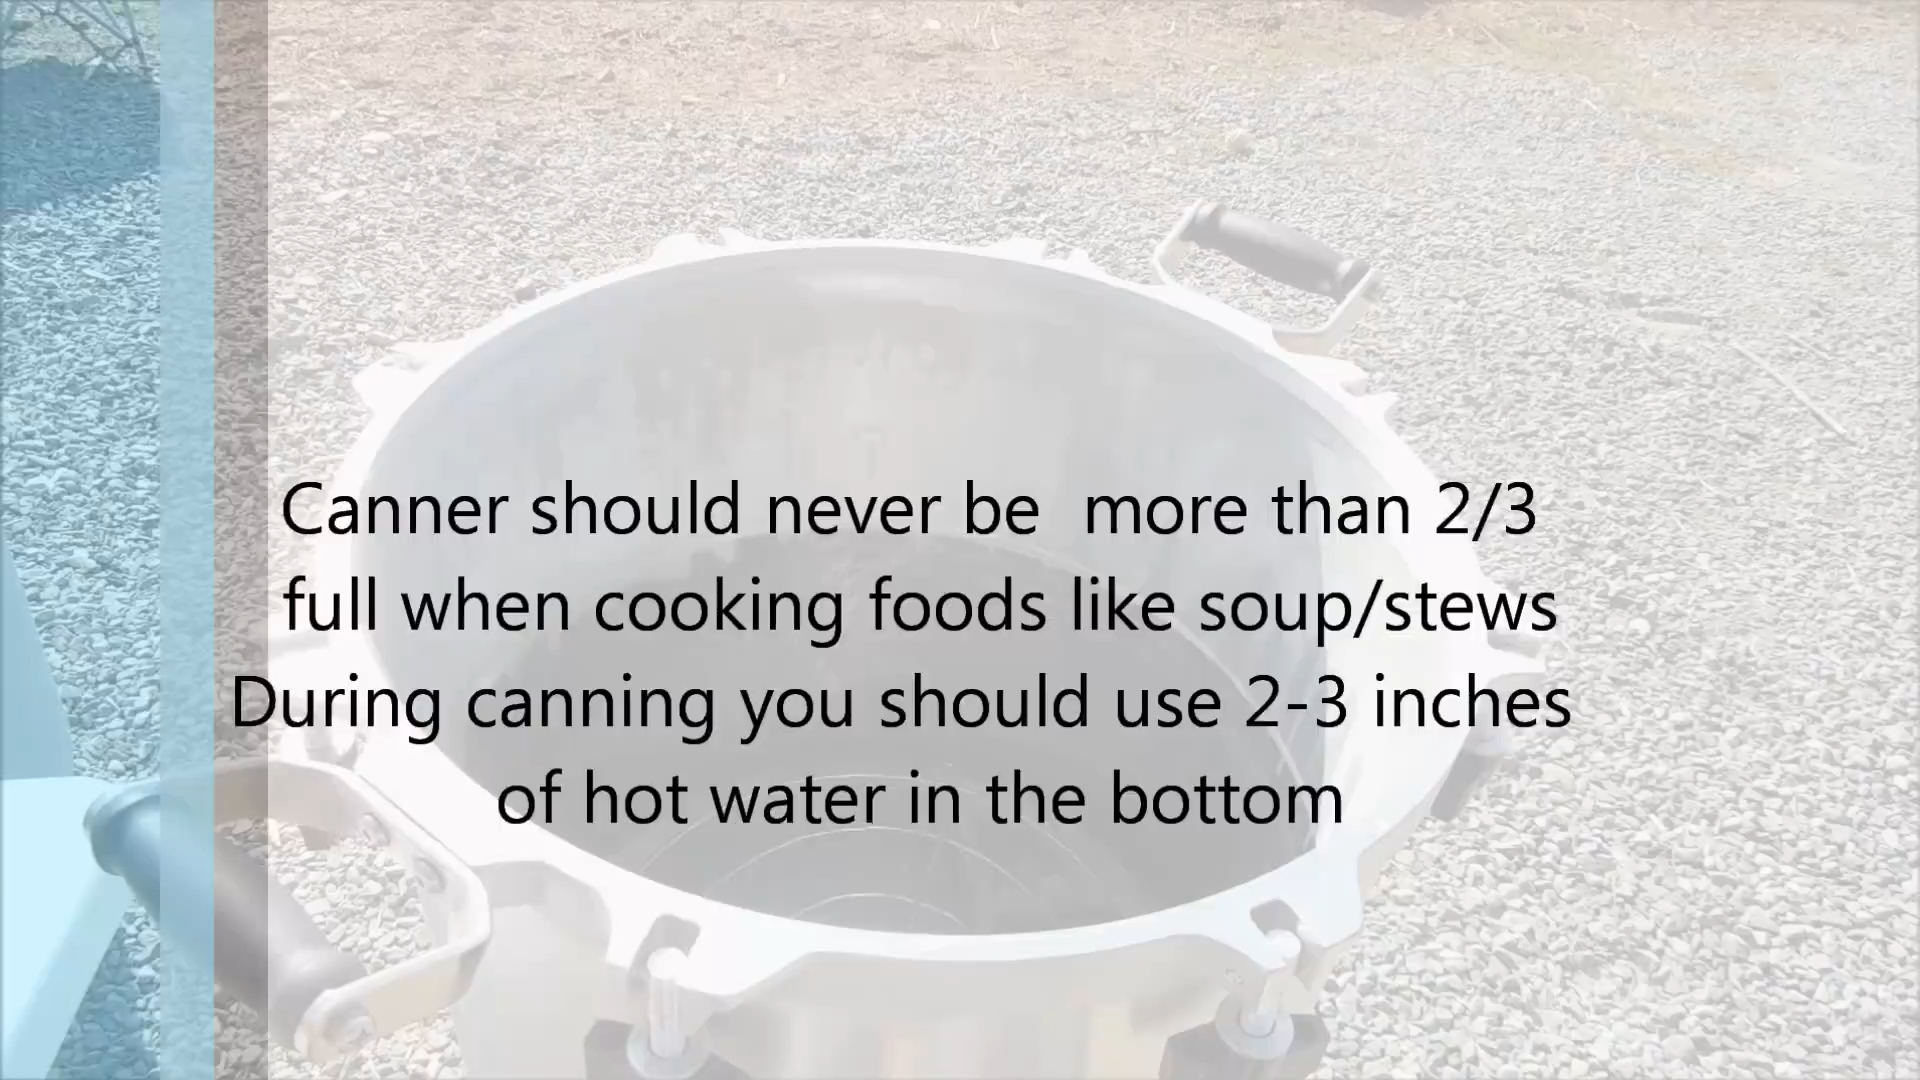 Canner should never be  more than 2/3
full when cooking foods like soup/stews
During canning you should use 2-3 inches
of hot water in the bottom